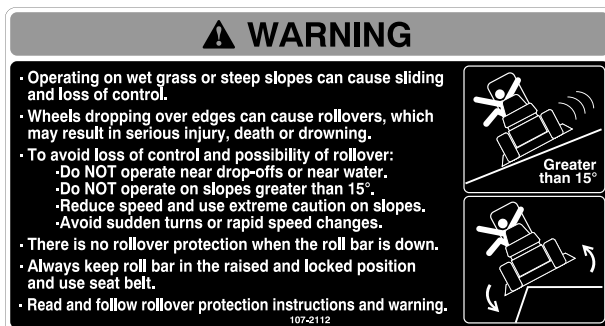 WARNING
· Operating on wet grass or steep slopes can cause sliding
and loss of control.
· Wheels dropping over edges can cause rollovers, which
may result in serious injury, death or drowning.
· To avoid loss of control and possibility of rollover:
·Do NOT operate near drop-offs or near water.
·Do NOT operate on slopes greater than 15°.
·Reduce speed and use extreme caution on slopes.
·Avoid sudden turns or rapid speed changes.
· There is no rollover protection when the roll bar is down.
· Always keep roll bar in the raised and locked position
and use seat belt.
· Read and follow rollover protection instructions and warning.
107-2112
Greater
than 15°